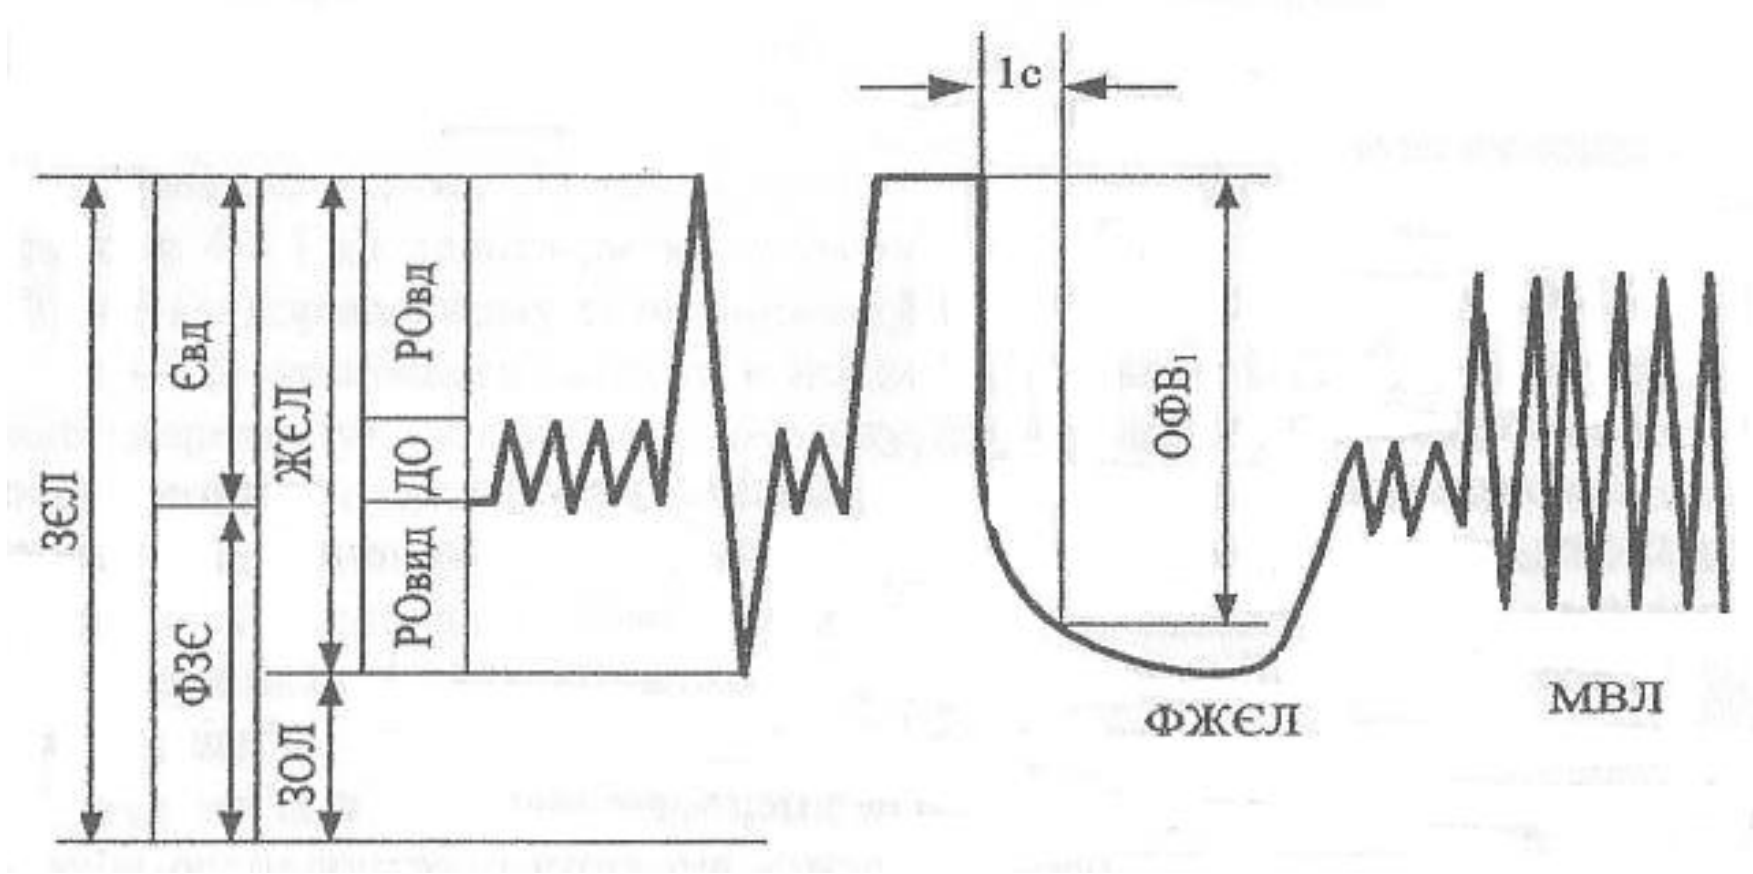 1с
ЗЄЛ
Євд
ФЗЄ
ЖЄЛ
ЗОЛ
РОвд
ДО
РОвид
ОФВ₁
ФЖЄЛ
МВЛ